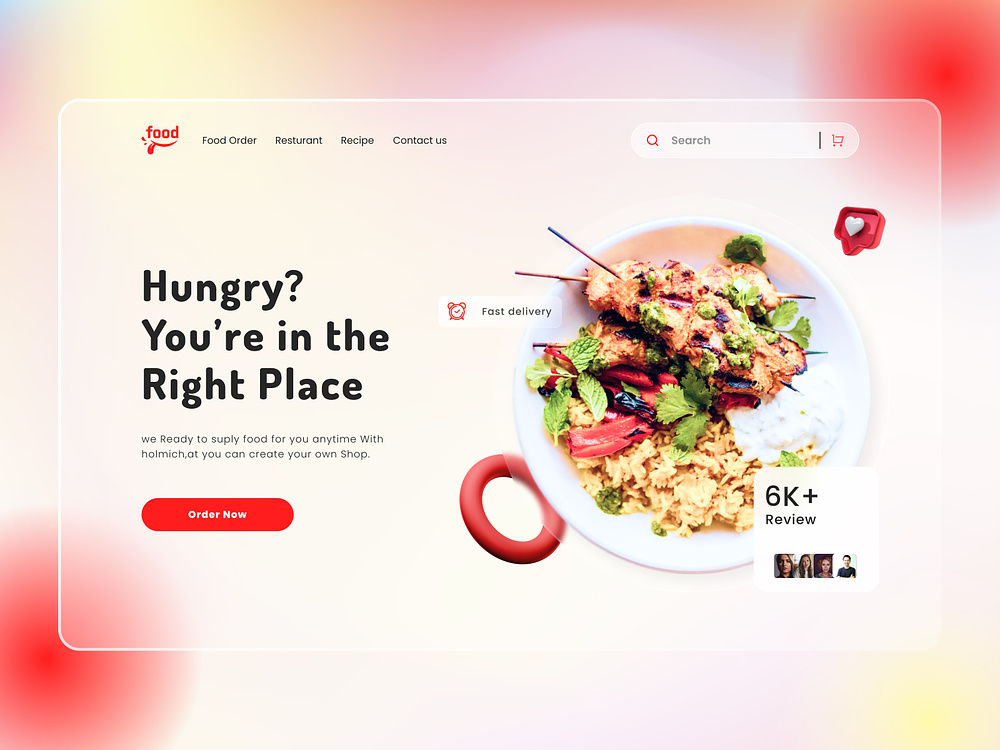 food
Food Order
Resturant
Recipe
Contact us
Search
Hungry?
You’re in the
Right Place
Fast delivery
we Ready to suply food for you anytime With
holmich,at you can create your own Shop.
Order Now
6K+
Review